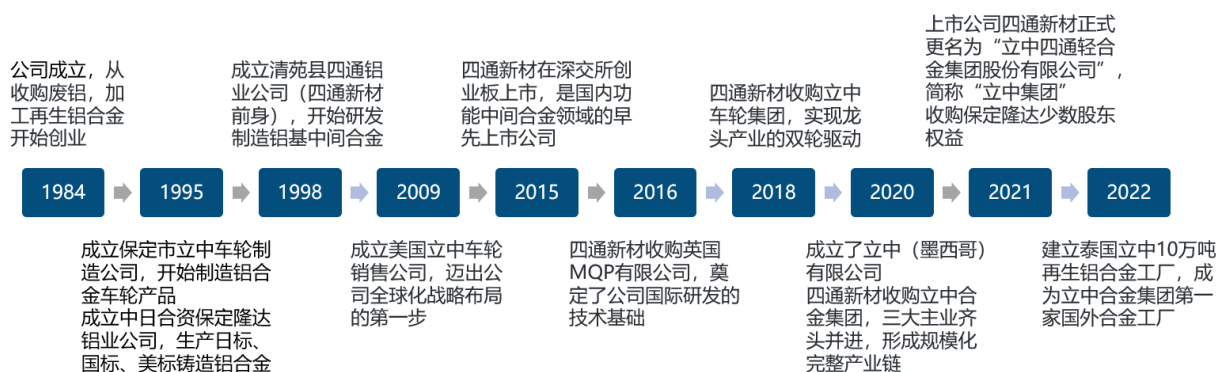 公司成立，从
收购废铝，加
工再生铝合金
开始创业
成立清苑县四通铝
业公司（四通新材
前身），开始研发
制造铝基中间合金
四通新材在深交所创
业板上市，是国内功
能中间合金领域的早
先上市公司
四通新材收购立中
车轮集团，实现龙
头产业的双轮驱动
上市公司四通新材正式
更名为“立中四通轻合
金集团股份有限公司”，
简称“立中集团”
收购保定隆达少数股东
权益
1984
1995
1998
2009
2015
2016
2018
2020
2021
2022
成立保定市立中车轮制
造公司，开始制造铝合
金车轮产品
成立中日合资保定隆达
铝业公司，生产日标、
国标、美标铸造铝合金
成立美国立中车轮
销售公司，迈出公
司全球化战略布局
的第一步
四通新材收购英国
MQP有限公司，奠
定了公司国际研发的
技术基础
成立了立中（墨西哥）
有限公司
四通新材收购立中合
金集团，三大主业齐
头并进，形成规模化
完整产业链
建立泰国立中10万吨
再生铝合金工厂，成
为立中合金集团第一
家国外合金工厂